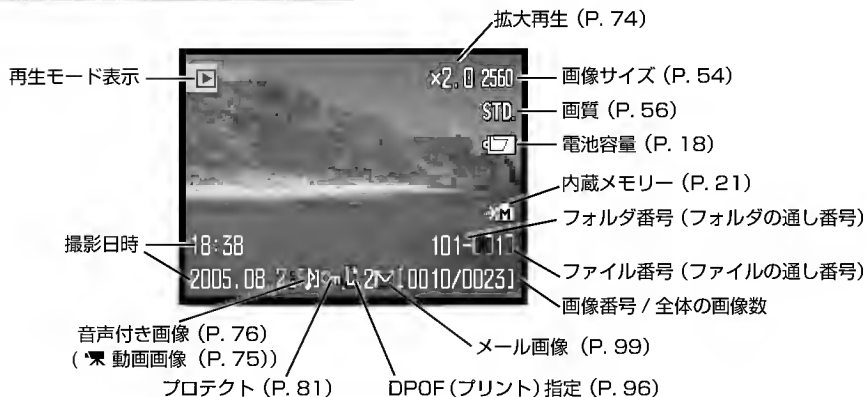 拡大再生 (P. 74)
再生モード表示
×2.0 2560
画像サイズ (P. 54)
STD.
画質 (P. 56)
電池容量 (P. 18)
M
内蔵メモリー (P. 21)
フォルダ番号 (フォルダの通し番号)
撮影日時
18:38
ファイル番号 (ファイルの通し番号)
[0010/0023]
画像番号 / 全体の画像数
音声付き画像 (P. 76)
( 動画画像 (P. 75))
メール画像 (P. 99)
プロテクト (P. 81)
DPOF (プリント) 指定 (P. 96)